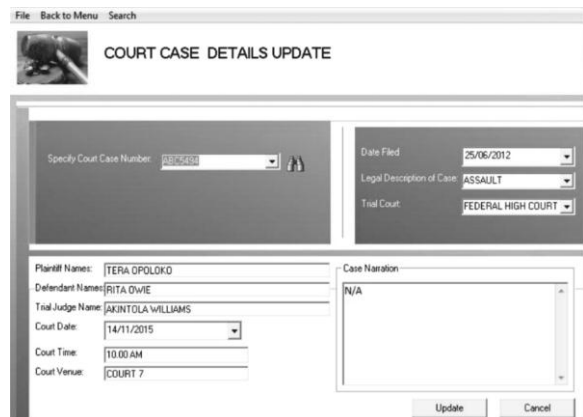 File Back to Menu Search
COURT CASE DETAILS UPDATE
Specify Court Case Number: ABC5494
Date Filed 25/06/2012
Legal Description of Case: ASSAULT
Trial Court: FEDERAL HIGH COURT
Plaintiff Names: TERA OPOLOKO
Defendant Names: RITA OWIE
Trial Judge Name: AKINTOLA WILLIAMS
Court Date: 14/11/2015
Court Time: 10.00 AM
Court Venue: COURT 7
Case Narration
N/A
Update Cancel